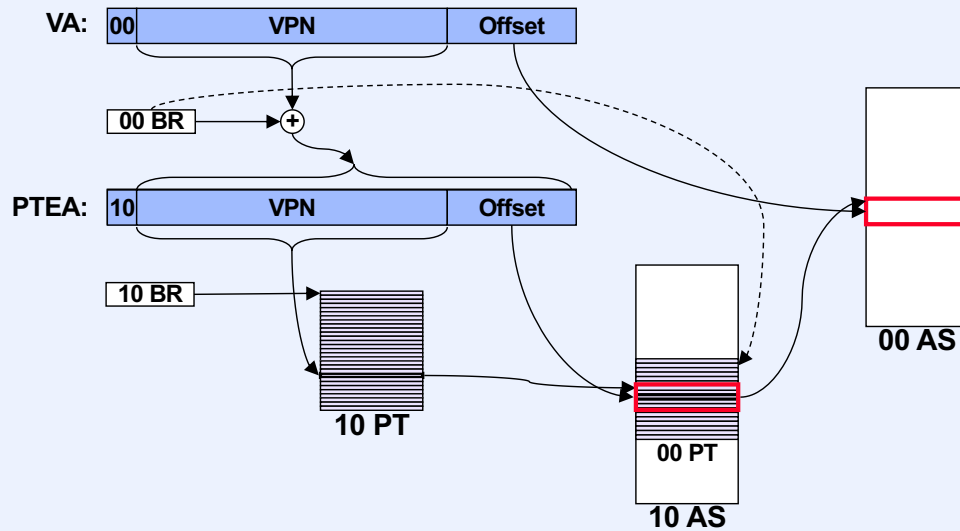 VA: 00 VPN Offset
00 BR
+
PTEA: 10 VPN Offset
10 BR
10 PT
00 PT
10 AS
00 AS